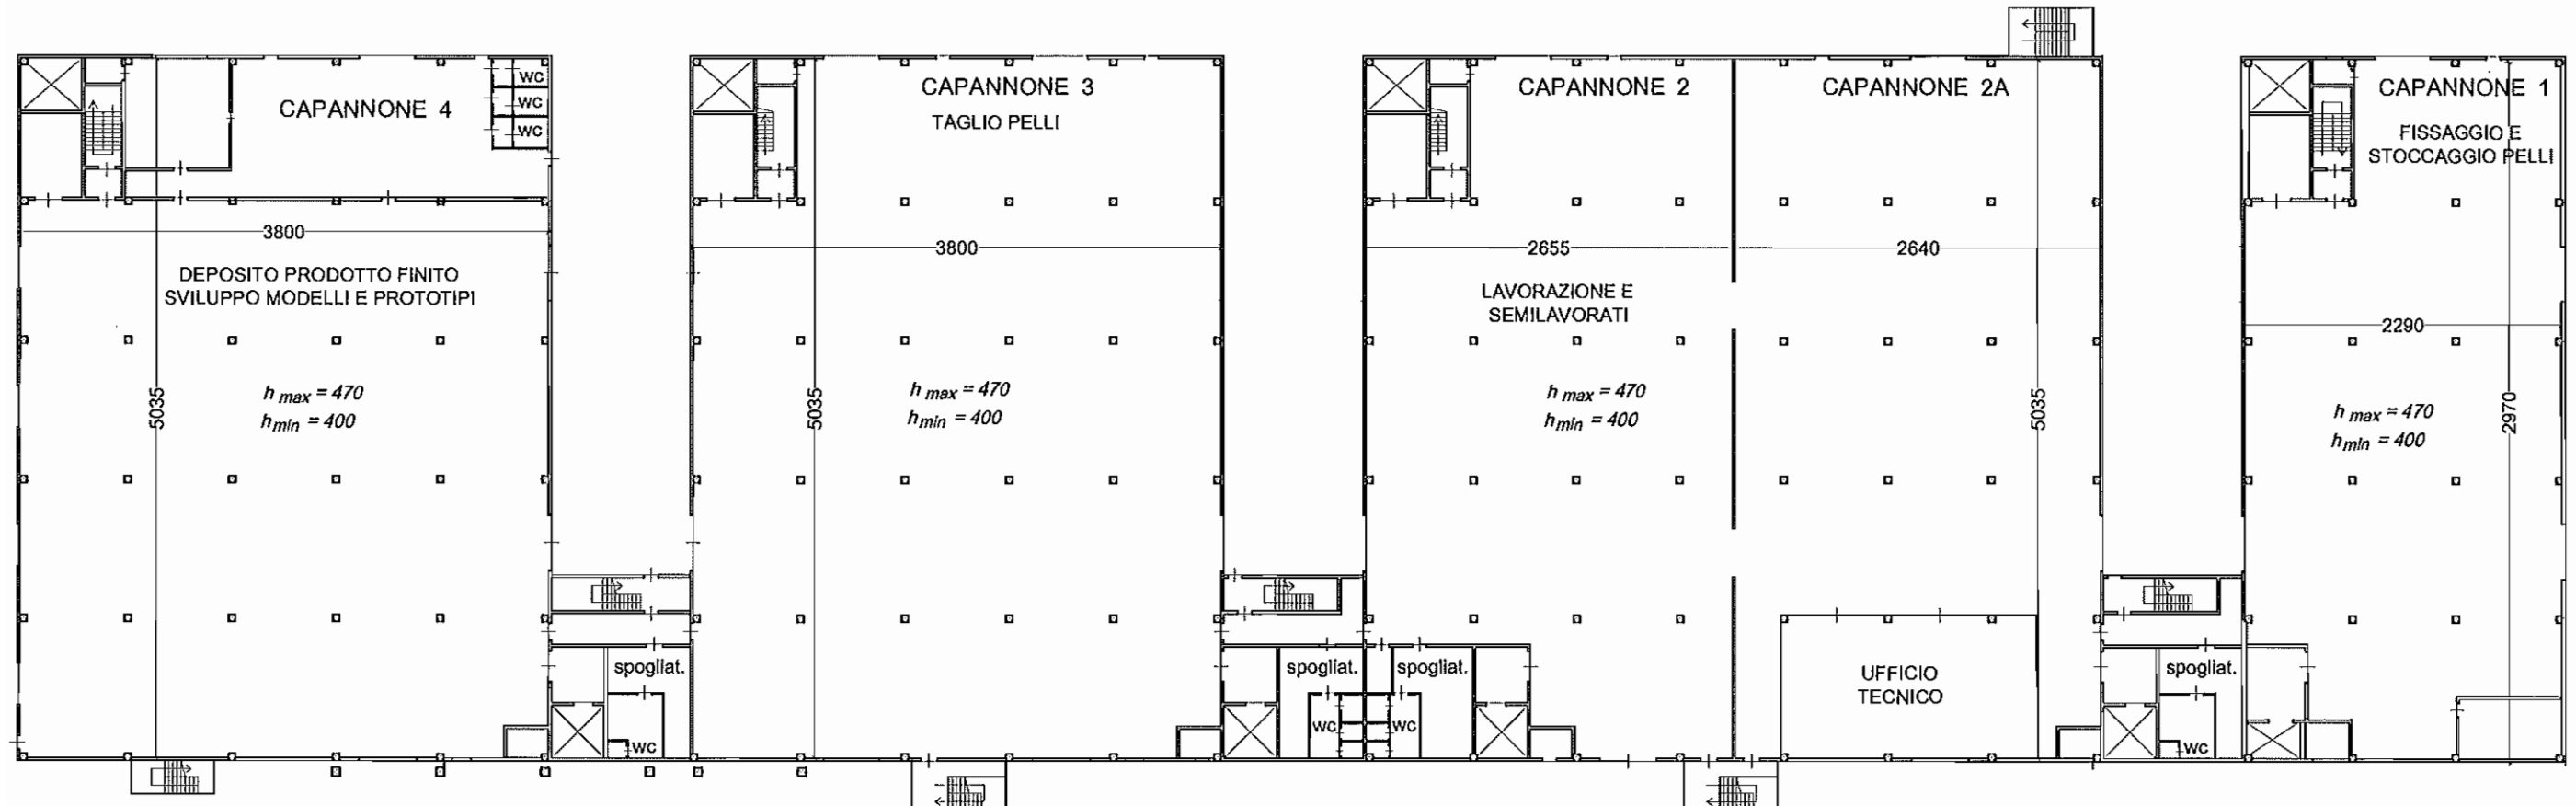 CAPANNONE 4
WC
WC
WC
3800
DEPOSITO PRODOTTO FINITO
SVILUPPO MODELLI E PROTOTIPI
5035
h max = 470
h min = 400
spogliat.
WC
CAPANNONE 3
TAGLIO PELLI
3800
5035
h max = 470
h min = 400
spogliat.
WC
CAPANNONE 2
2655
LAVORAZIONE E
SEMILAVORATI
h max = 470
h min = 400
spogliat.
WC
CAPANNONE 2A
2640
5035
UFFICIO
TECNICO
spogliat.
WC
CAPANNONE 1
FISSAGGIO E
STOCCAGGIO PELLI
2290
h max = 470
h min = 400
2970